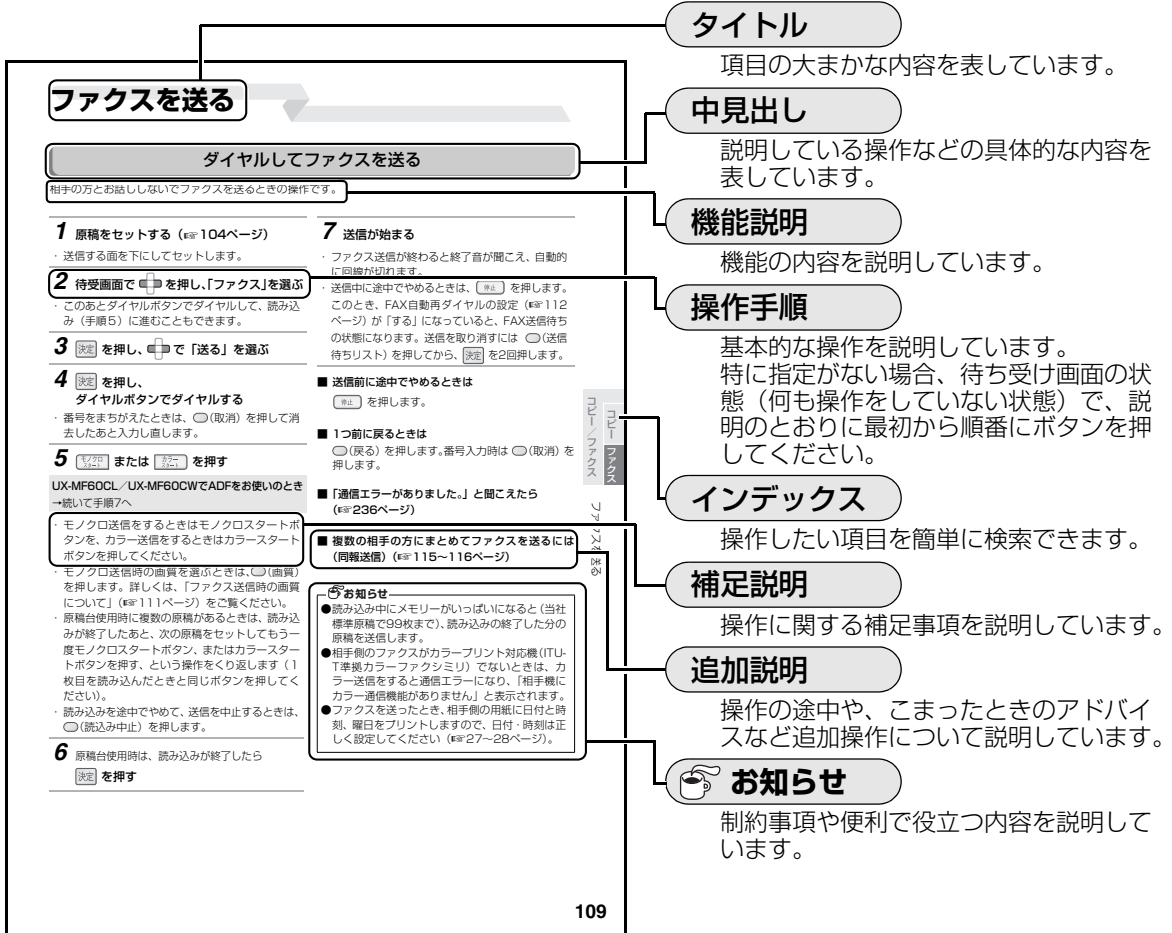 ファクスを送る
ダイヤルしてファクスを送る
相手の方とお話ししないでファクスを送るときの操作です。
1 原稿をセットする（☞104ページ）
・ 送信する面を下にしてセットします。
2 待受画面で を押し、「ファクス」を選ぶ
・ このあとダイヤルボタンでダイヤルして、読み込
み（手順5）に進むこともできます。
3 決定 を押し、 で「送る」を選ぶ
4 決定 を押し、
ダイヤルボタンでダイヤルする
・ 番号をまちがえたときは、 (取消) を押して消
去したあと入力し直します。
5 モノクロスタート または カラースタート を押す
UX-MF60CL／UX-MF60CWでADFをお使いのとき
→続いて手順7へ
・ モノクロ送信をするときはモノクロスタートボ
タンを、カラー送信をするときはカラースタート
ボタンを押してください。
・ モノクロ送信時の画質を選ぶときは、 (画質)
を押します。詳しくは、「ファクス送信時の画質
について」（☞111ページ）をご覧ください。
・ 原稿台使用時に複数の原稿があるときは、読み込
みが終了したあと、次の原稿をセットしてもう一
度モノクロスタートボタン、またはカラースター
トボタンを押す、という操作をくり返します（1
枚目を読み込んだときと同じボタンを押してく
ださい）。
・ 読み込みを途中でやめて、送信を中止するときは、
(読込み中止) を押します。
6 原稿台使用時は、読み込みが終了したら
決定 を押す
7 送信が始まる
・ ファクス送信が終わると終了音が聞こえ、自動的
に回線が切れます。
・ 送信中に途中でやめるときは、 停止 を押します。
このとき、FAX自動再ダイヤルの設定（☞112
ページ）が「する」になっていると、FAX送信待ち
の状態になります。送信を取り消すには (送信
待ちリスト) を押してから、 決定 を2回押します。
■ 送信前に途中でやめるときは
停止 を押します。
■ 1つ前に戻るときは
(戻る) を押します。番号入力時は (取消) を
押します。
■「通信エラーがありました。」と聞こえたら
（☞236ページ）
■ 複数の相手の方にまとめてファクスを送るには
（同報送信）（☞115〜116ページ）
お知らせ
●読み込み中にメモリーがいっぱいになると（当社
標準原稿で99枚まで）、読み込みの終了した分の
原稿を送信します。
●相手側のファクスがカラープリント対応機（ITU-
T準拠カラーファクシミリ）でないときは、カ
ラー送信をすると通信エラーになり、「相手機に
カラー通信機能がありません」と表示されます。
●ファクスを送ったとき、相手側の用紙に日付と時
刻、曜日をプリントしますので、日付・時刻は正
しく設定してください（☞27〜28ページ）。
コピー／ファクス
コピー
ファクス
ファクスを送る
109
タイトル
項目の大まかな内容を表しています。
中見出し
説明している操作などの具体的な内容を
表しています。
機能説明
機能の内容を説明しています。
操作手順
基本的な操作を説明しています。
特に指定がない場合、待ち受け画面の状
態（何も操作をしていない状態）で、説
明のとおりに最初から順番にボタンを押
してください。
インデックス
操作したい項目を簡単に検索できます。
補足説明
操作に関する補足事項を説明しています。
追加説明
操作の途中や、こまったときのアドバイ
スなど追加操作について説明しています。
お知らせ
制約事項や便利で役立つ内容を説明して
います。